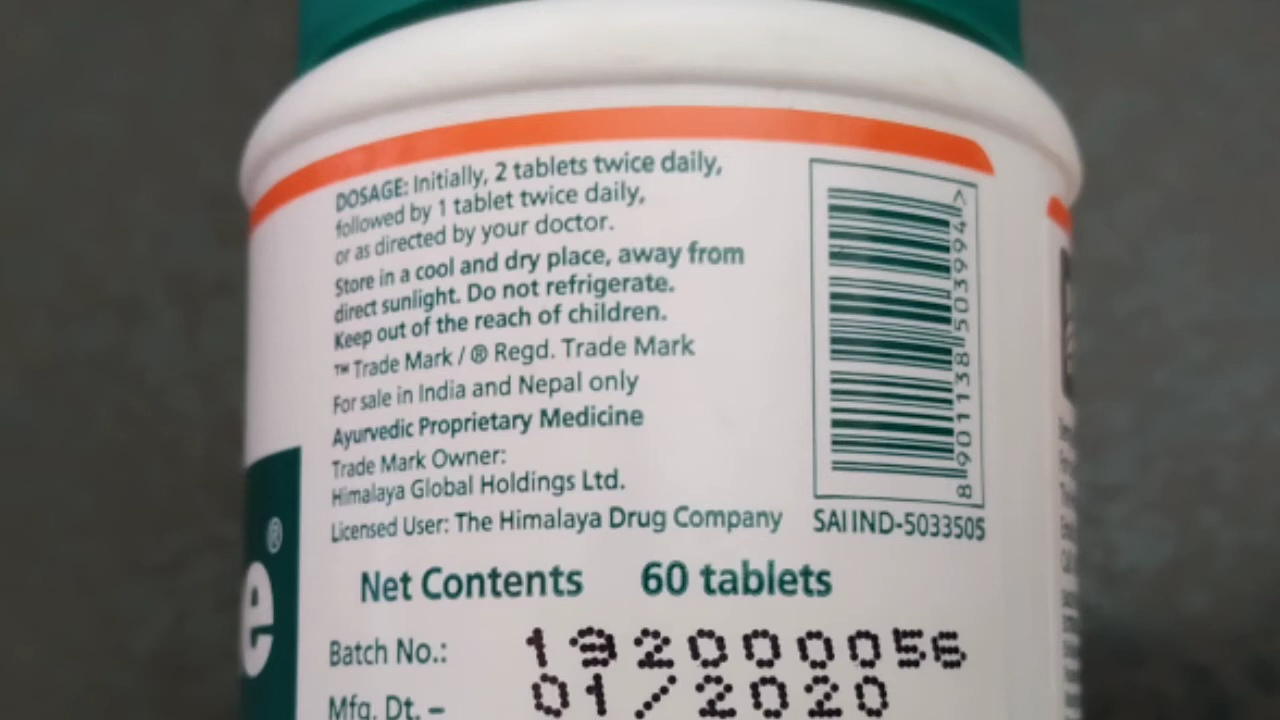 DOSAGE: Initially, 2 tablets twice daily,
followed by 1 tablet twice daily,
or as directed by your doctor.
Store in a cool and dry place, away from
direct sunlight. Do not refrigerate.
Keep out of the reach of children.
™ Trade Mark / ® Regd. Trade Mark
For sale in India and Nepal only
Ayurvedic Proprietary Medicine
Trade Mark Owner:
Himalaya Global Holdings Ltd.
Licensed User: The Himalaya Drug Company
8 901138 503994 >
SAIIND-5033505
e®
Net Contents 60 tablets
Batch No.: 192000056
Mfg. Dt. – 01/2020